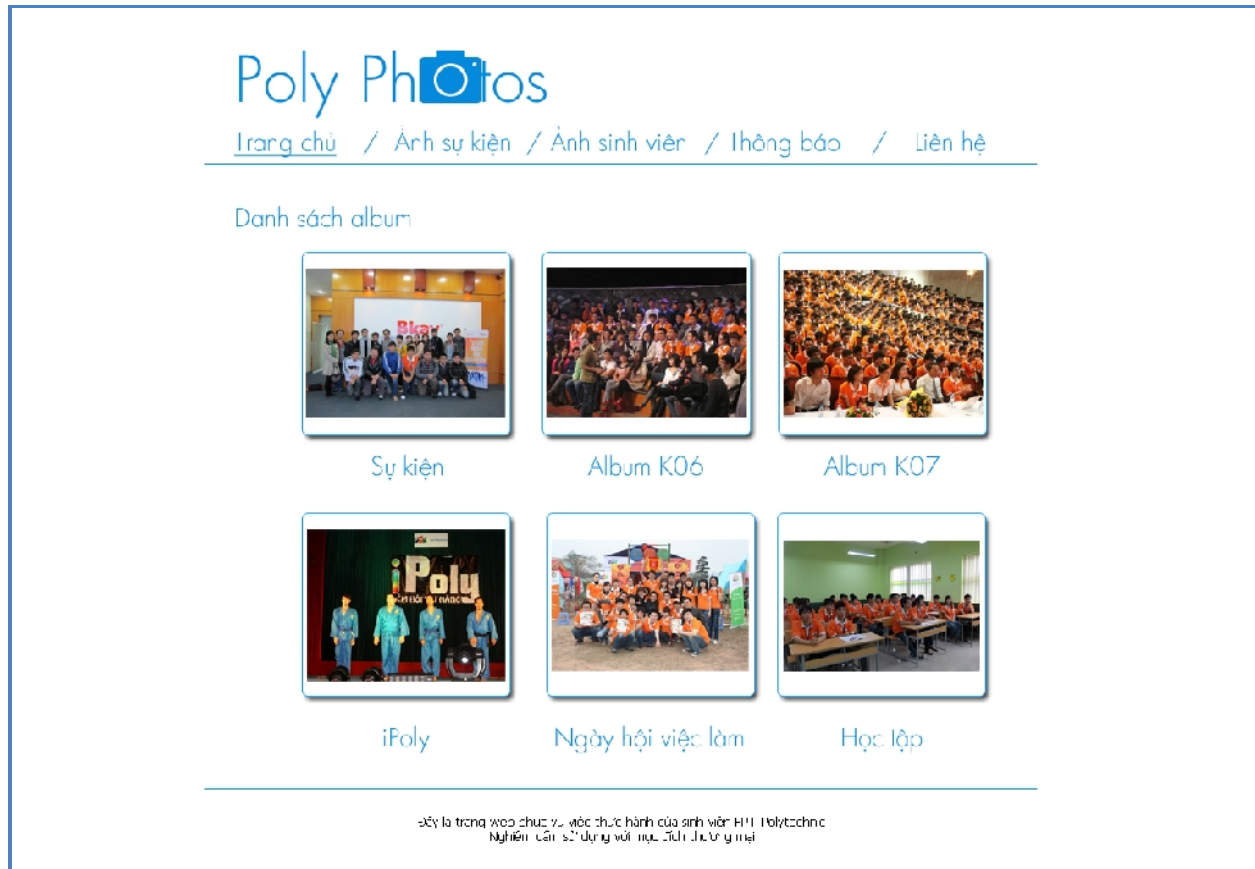 Poly Photos
Trang chủ / Ảnh sự kiện / Ảnh sinh viên / Thông báo / Liên hệ
Danh sách album
Bkav
Sự kiện
Album K06
Album K07
iPoly
iPoly
Ngày hội việc làm
Học tập
Đây là trang web phục vụ việc thực hành của sinh viên FPT Polytechnic
Nghiêm cấm sử dụng với mục đích thương mại